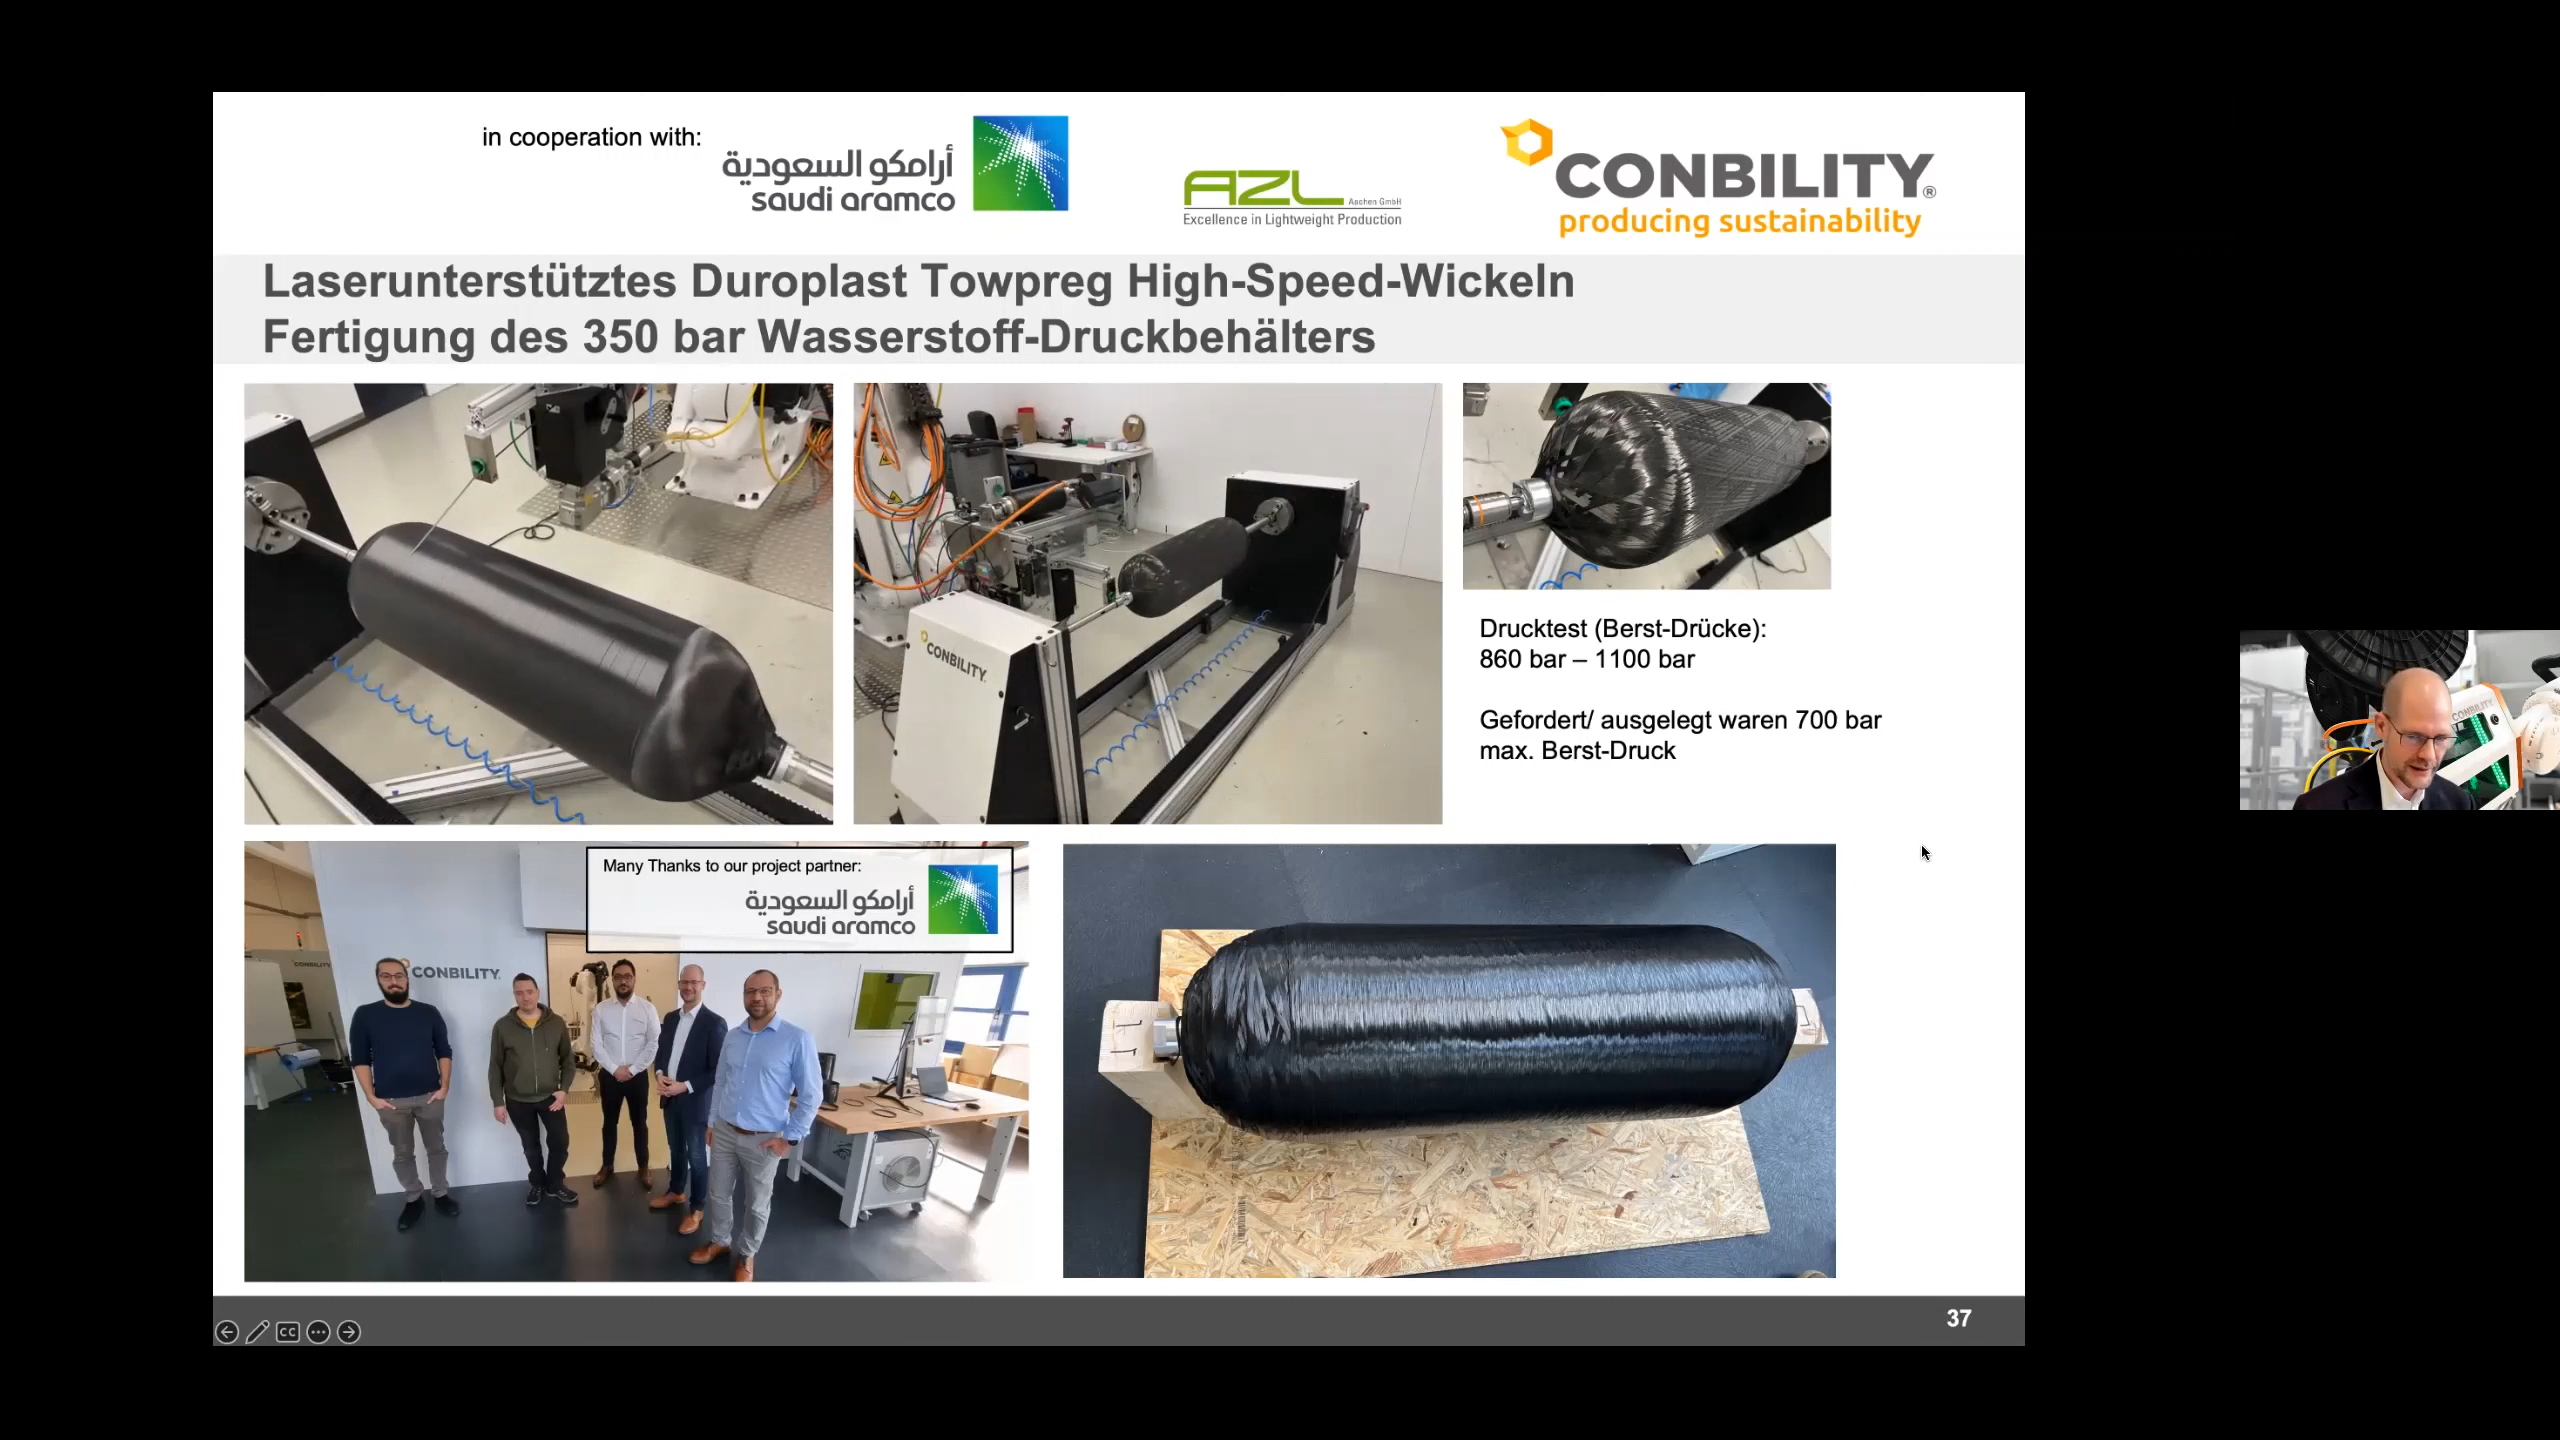 in cooperation with:
أرامكو السعودية
saudi aramco
AZL Aachen GmbH
Excellence in Lightweight Production
CONBILITY®
producing sustainability
Laserunterstütztes Duroplast Towpreg High-Speed-Wickeln
Fertigung des 350 bar Wasserstoff-Druckbehälters
CONBILITY
Drucktest (Berst-Drücke):
860 bar – 1100 bar
Gefordert/ ausgelegt waren 700 bar
max. Berst-Druck
CONBILITY
Many Thanks to our project partner:
أرامكو السعودية
saudi aramco
CONBILITY
CONBILITY
37
CC